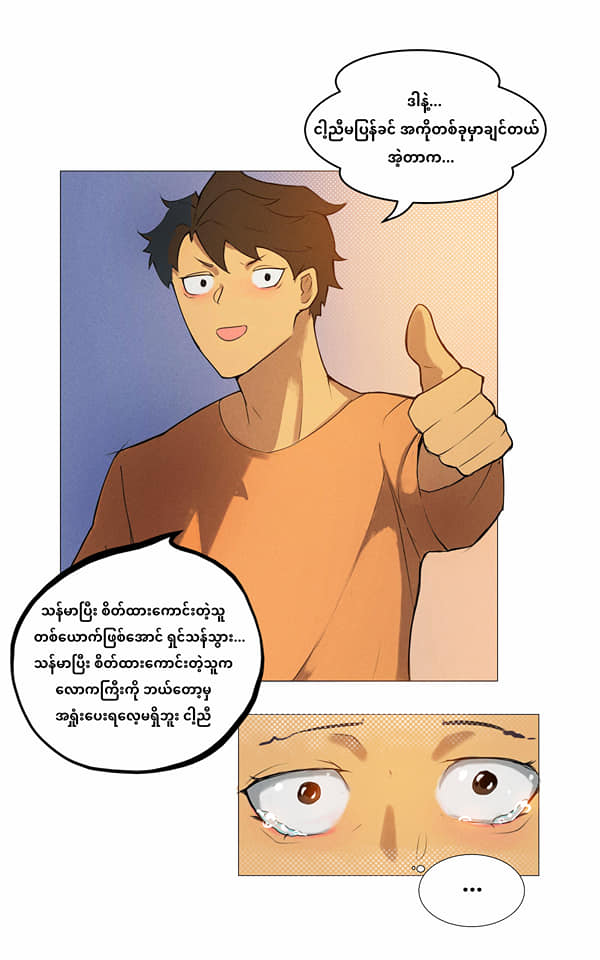 ဒါနဲ့...
ငါ့ညီမပြန်ခင် အကိုတစ်ခုမှာချင်တယ်
အဲ့တာက...
သန်မာပြီး စိတ်ထားကောင်းတဲ့သူ
တစ်ယောက်ဖြစ်အောင် ရှင်သန်သွား...
သန်မာပြီး စိတ်ထားကောင်းတဲ့သူက
လောကကြီးကို ဘယ်တော့မှ
အရှုံးပေးရလေ့မရှိဘူး ငါ့ညီ
...